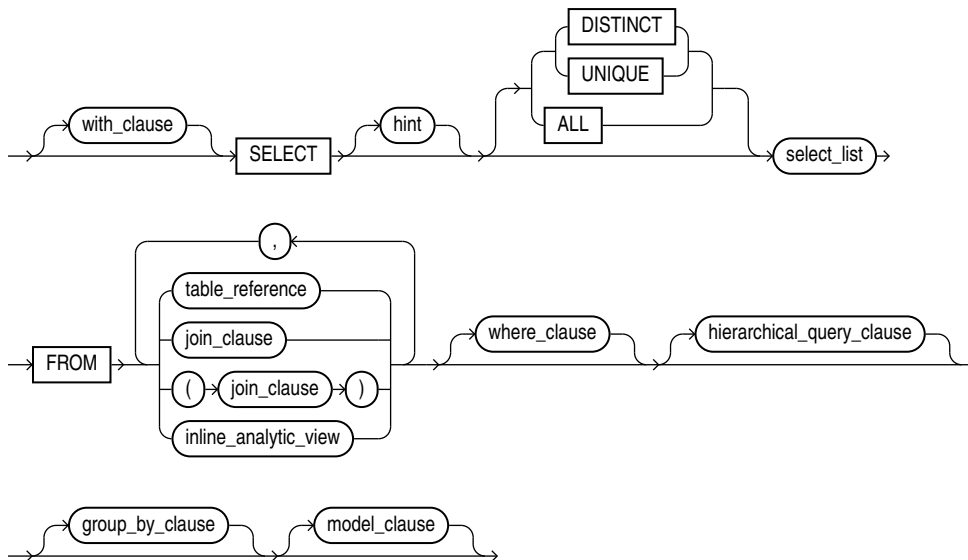 DISTINCT
UNIQUE
ALL
with_clause SELECT hint select_list
,
table_reference
join_clause
FROM where_clause hierarchical_query_clause
( join_clause )
inline_analytic_view
group_by_clause model_clause